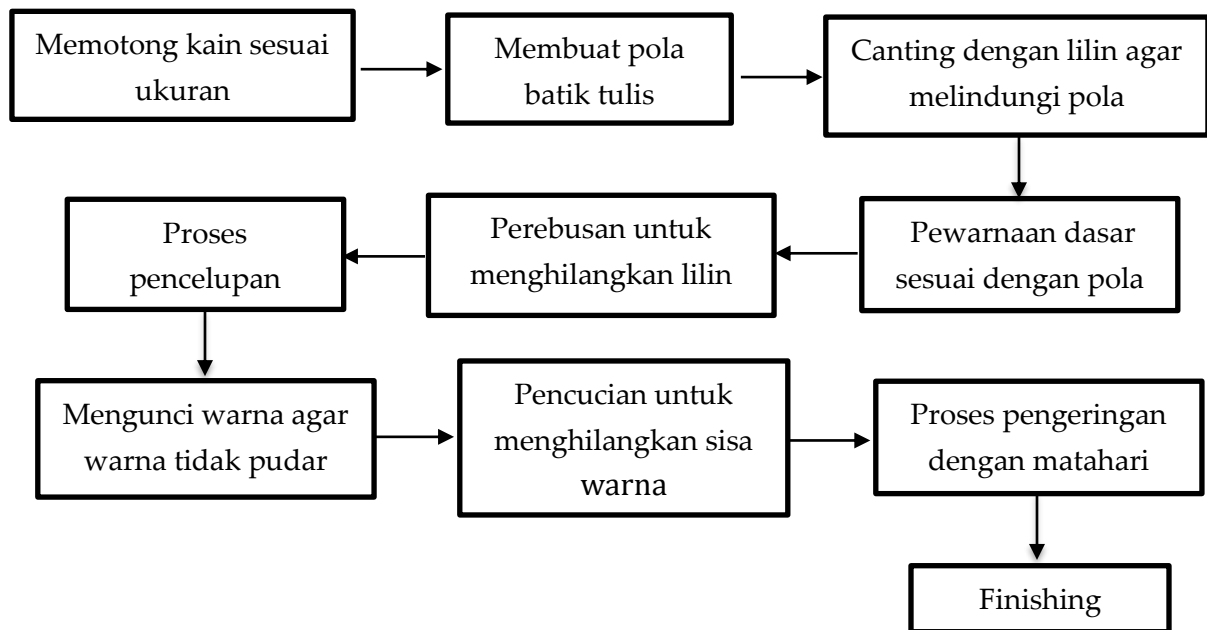 Memotong kain sesuai
ukuran
Membuat pola
batik tulis
Canting dengan lilin agar
melindungi pola
Pewarnaan dasar
sesuai dengan pola
Perebusan untuk
menghilangkan lilin
Proses
pencelupan
Mengunci warna agar
warna tidak pudar
Pencucian untuk
menghilangkan sisa
warna
Proses pengeringan
dengan matahari
Finishing